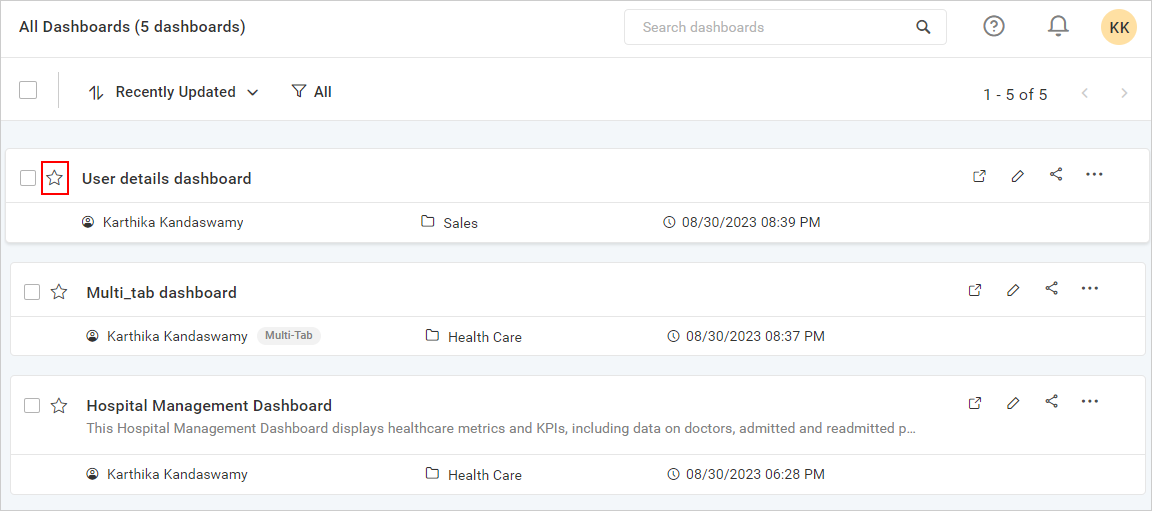 All Dashboards (5 dashboards)
Search dashboards
KK
Recently Updated
All
1 - 5 of 5
User details dashboard
Karthika Kandaswamy
Sales
08/30/2023 08:39 PM
Multi_tab dashboard
Karthika Kandaswamy
Multi-Tab
Health Care
08/30/2023 08:37 PM
Hospital Management Dashboard
This Hospital Management Dashboard displays healthcare metrics and KPIs, including data on doctors, admitted and readmitted p...
Karthika Kandaswamy
Health Care
08/30/2023 06:28 PM